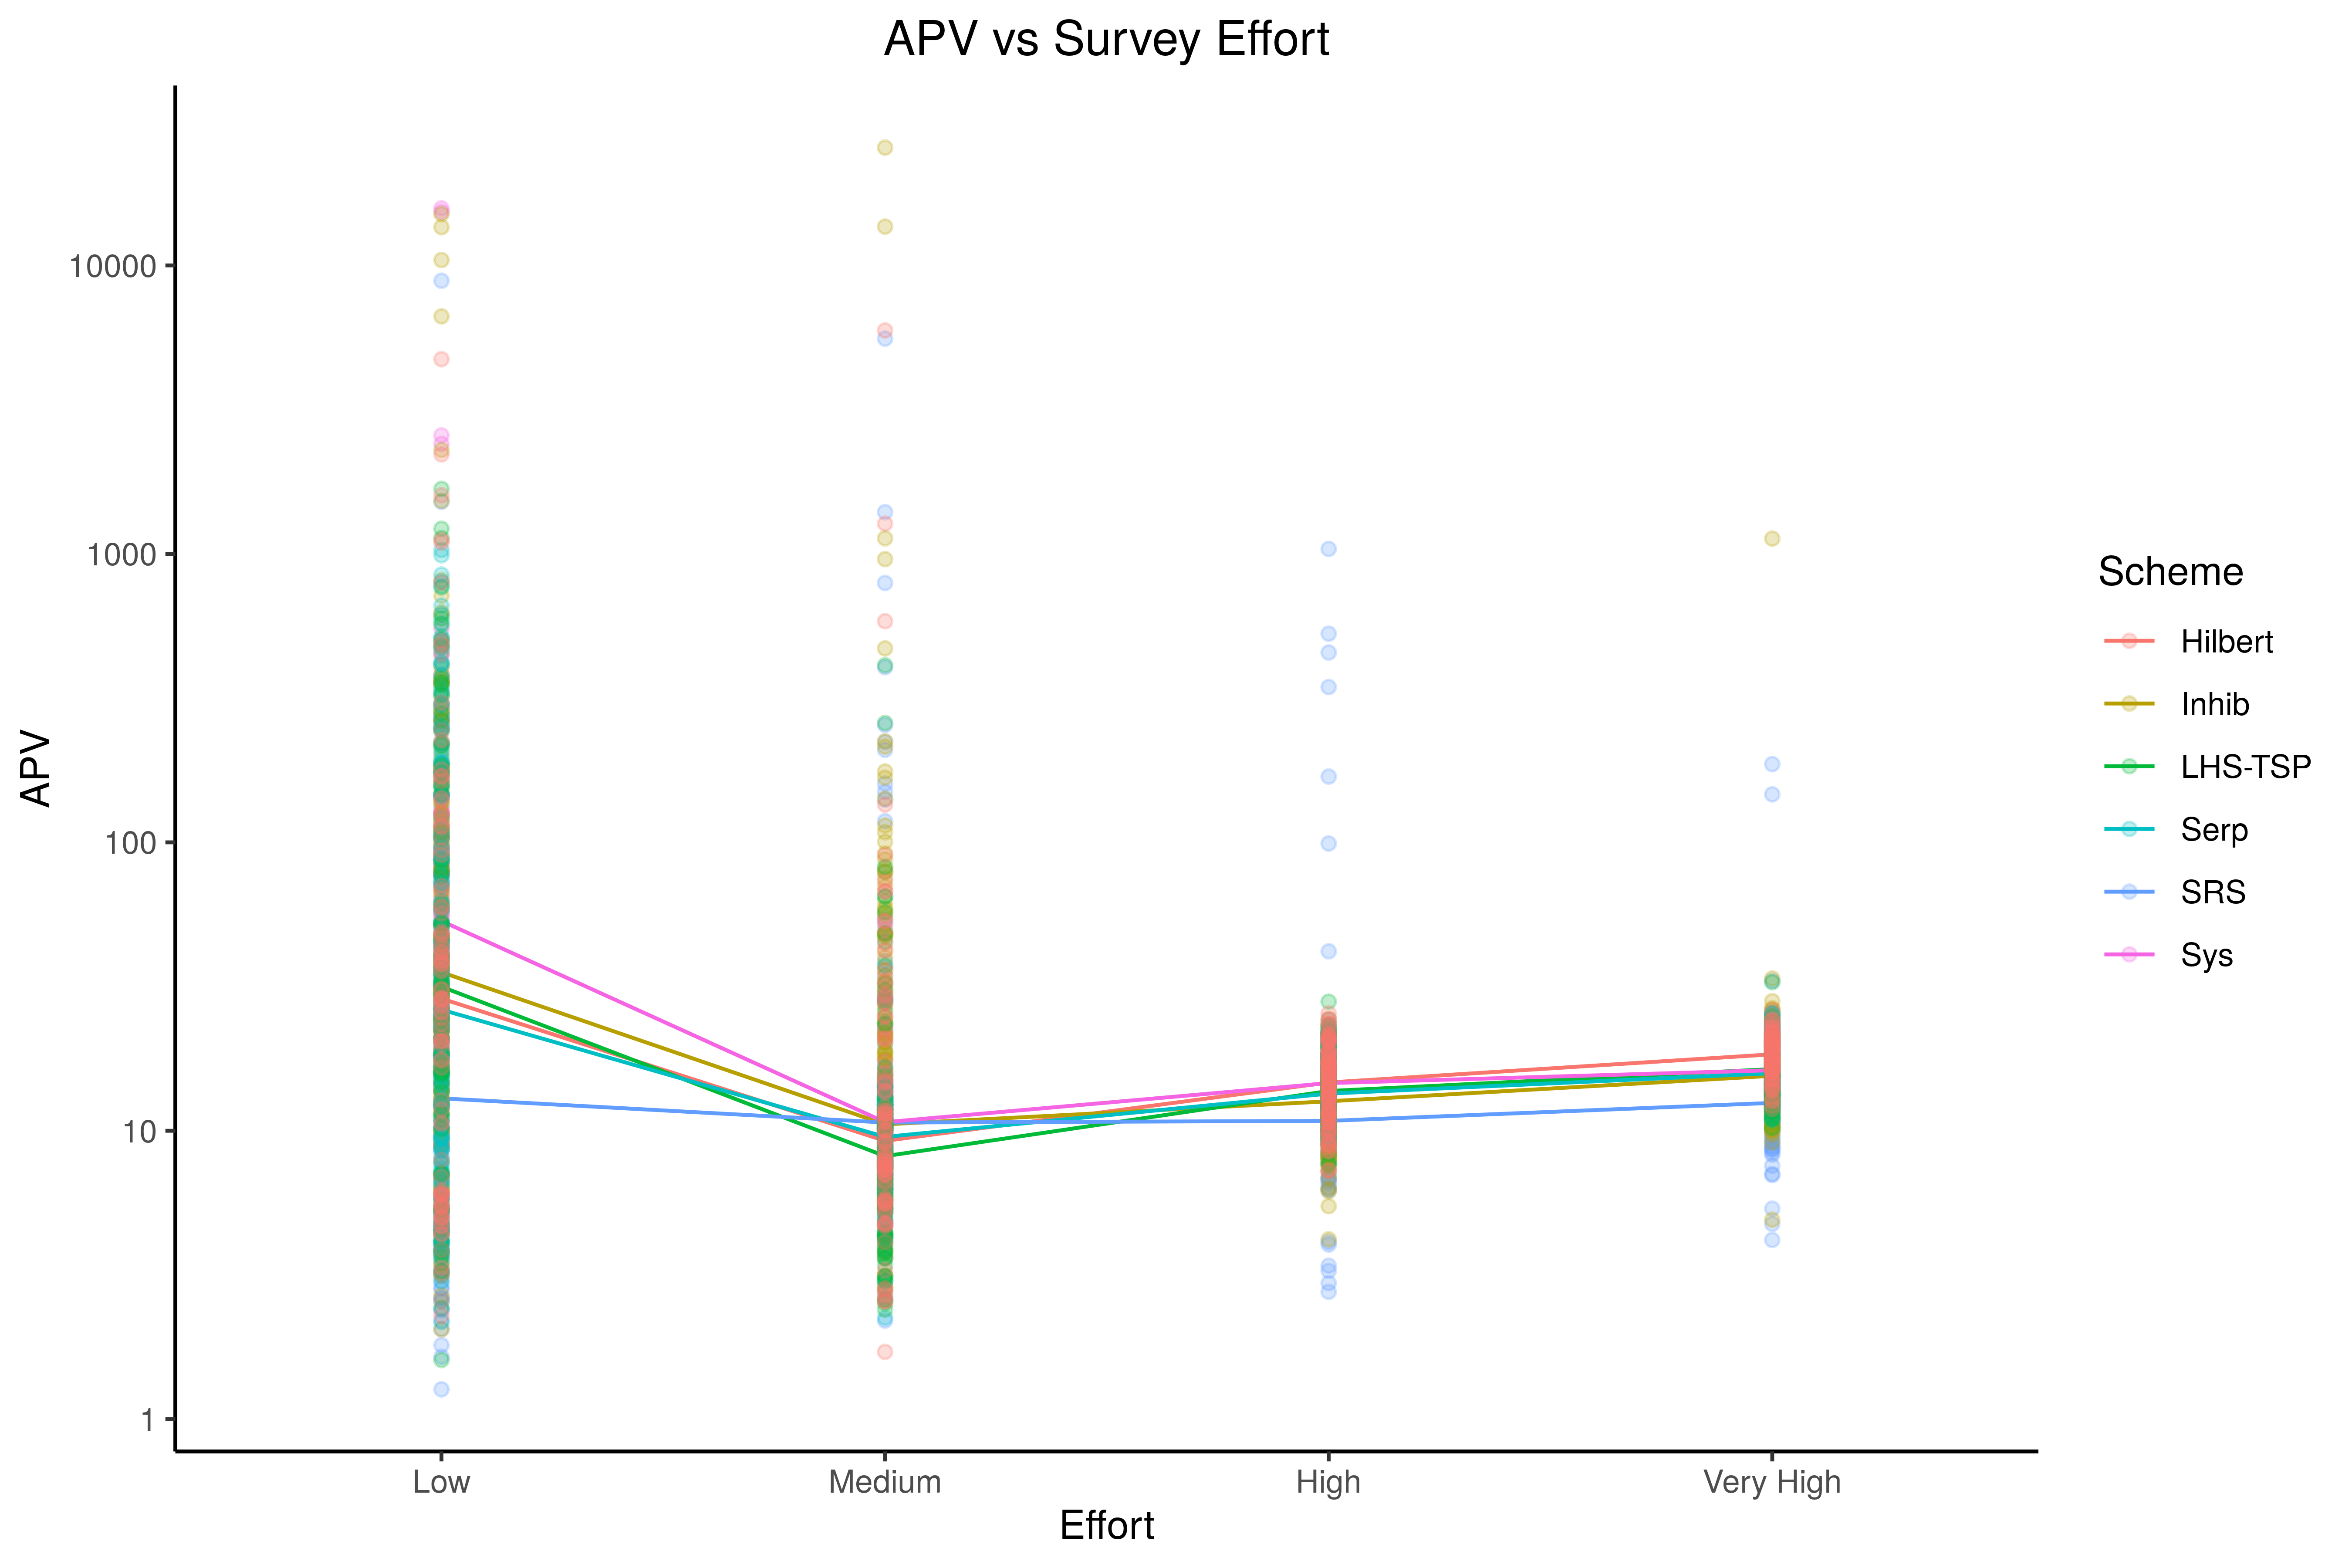 APV vs Survey Effort
APV
10000
1000
100
10
1
Low
Medium
High
Very High
Effort
Scheme
Hilbert
Inhib
LHS-TSP
Serp
SRS
Sys